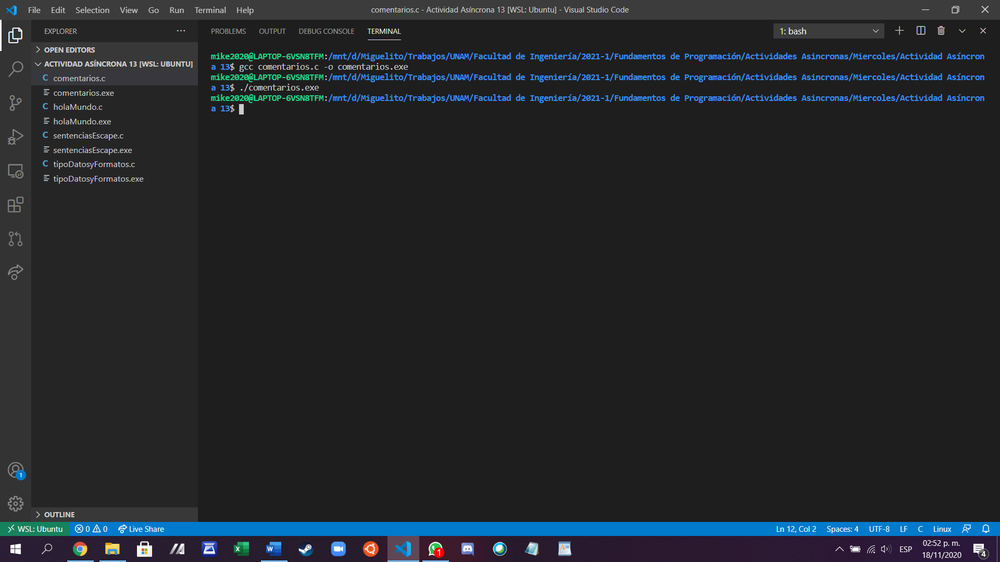 File Edit Selection View Go Run Terminal Help
comentarios.c - Actividad Asíncrona 13 [WSL: Ubuntu] - Visual Studio Code
EXPLORER
OPEN EDITORS
ACTIVIDAD ASÍNCRONA 13 [WSL: UBUNTU]
C comentarios.c
comentarios.exe
C holaMundo.c
holaMundo.exe
C sentenciasEscape.c
sentenciasEscape.exe
C tipoDatosyFormatos.c
tipoDatosyFormatos.exe
OUTLINE
PROBLEMS OUTPUT DEBUG CONSOLE TERMINAL
1: bash
mike2020@LAPTOP-6VSN8TFM:/mnt/d/Miguelito/Trabajos/UNAM/Facultad de Ingeniería/2021-1/Fundamentos de Programación/Actividades Asincronas/Miercoles/Actividad Asíncron
a 13$ gcc comentarios.c -o comentarios.exe
mike2020@LAPTOP-6VSN8TFM:/mnt/d/Miguelito/Trabajos/UNAM/Facultad de Ingeniería/2021-1/Fundamentos de Programación/Actividades Asincronas/Miercoles/Actividad Asíncron
a 13$ ./comentarios.exe
mike2020@LAPTOP-6VSN8TFM:/mnt/d/Miguelito/Trabajos/UNAM/Facultad de Ingeniería/2021-1/Fundamentos de Programación/Actividades Asincronas/Miercoles/Actividad Asíncron
a 13$
1
WSL: Ubuntu 0 0 Live Share
Ln 12, Col 2 Spaces: 4 UTF-8 LF C Linux
1
ESP
02:52 p. m.
18/11/2020
4